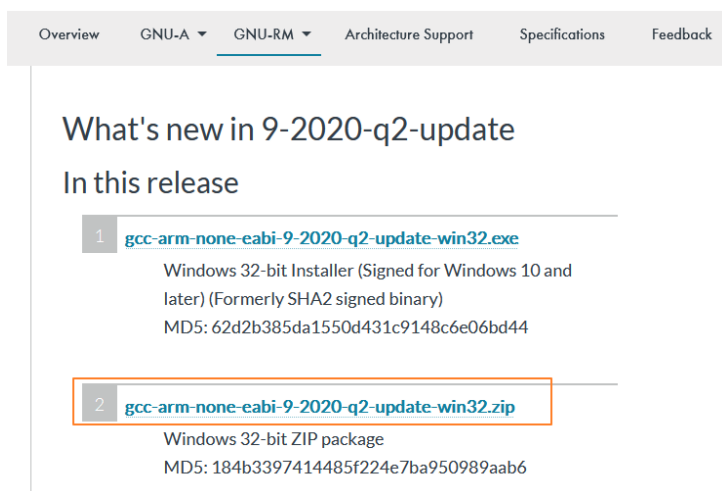 Overview GNU-A GNU-RM Architecture Support Specifications Feedback
What's new in 9-2020-q2-update
In this release
1 gcc-arm-none-eabi-9-2020-q2-update-win32.exe
Windows 32-bit Installer (Signed for Windows 10 and
later) (Formerly SHA2 signed binary)
MD5: 62d2b385da1550d431c9148c6e06bd44
2 gcc-arm-none-eabi-9-2020-q2-update-win32.zip
Windows 32-bit ZIP package
MD5: 184b3397414485f224e7ba950989aab6